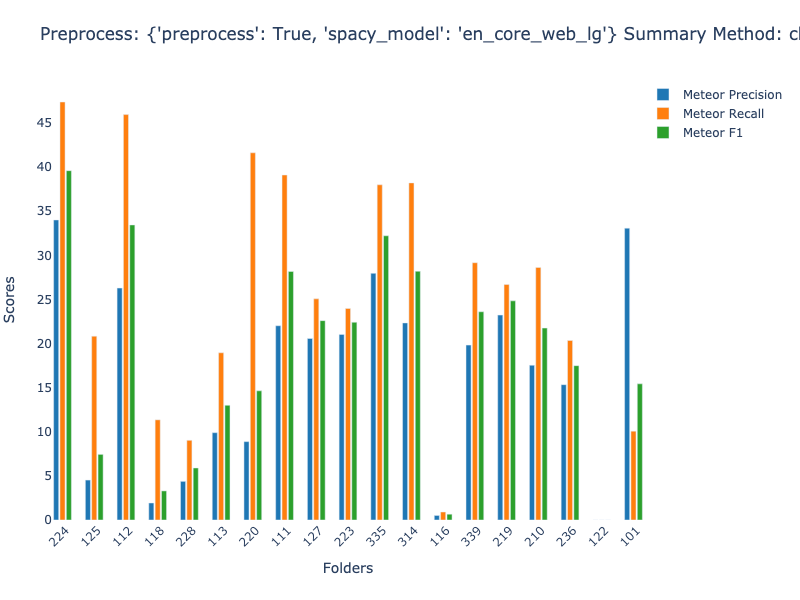 Preprocess: {'preprocess': True, 'spacy_model': 'en_core_web_lg'} Summary Method:
Meteor Precision
Meteor Recall
Meteor F1
45
40
35
30
25
20
15
10
5
0
Scores
224 125 112 118 228 113 220 111 127 223 335 314 116 339 219 210 236 122 101
Folders